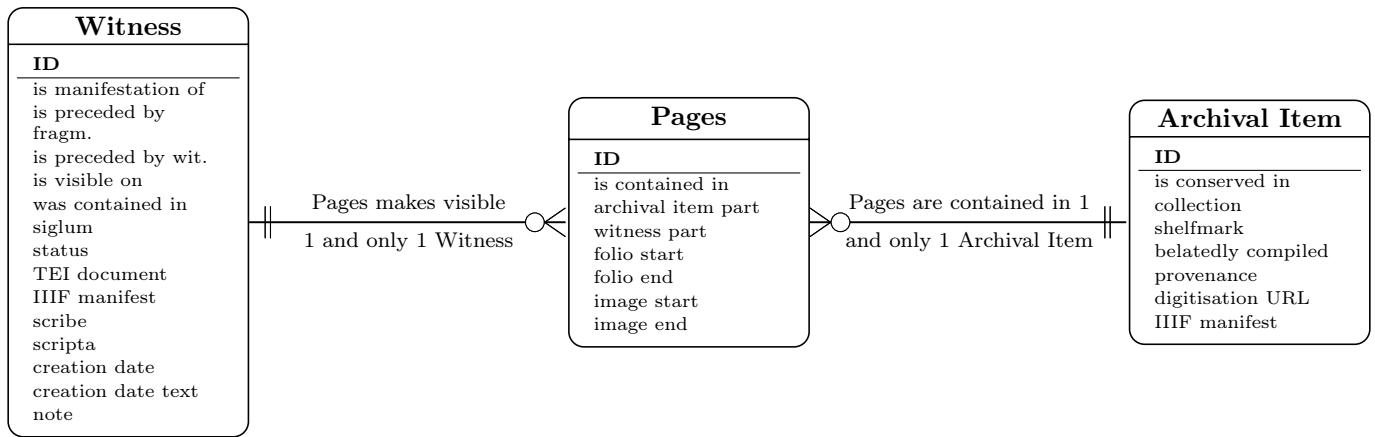 Witness
ID
is manifestation of
is preceded by
fragm.
is preceded by wit.
is visible on
was contained in
siglum
status
TEI document
IIIF manifest
scribe
scripta
creation date
creation date text
note
Pages makes visible
1 and only 1 Witness
Pages
ID
is contained in
archival item part
witness part
folio start
folio end
image start
image end
Pages are contained in 1
and only 1 Archival Item
Archival Item
ID
is conserved in
collection
shelfmark
belatedly compiled
provenance
digitisation URL
IIIF manifest